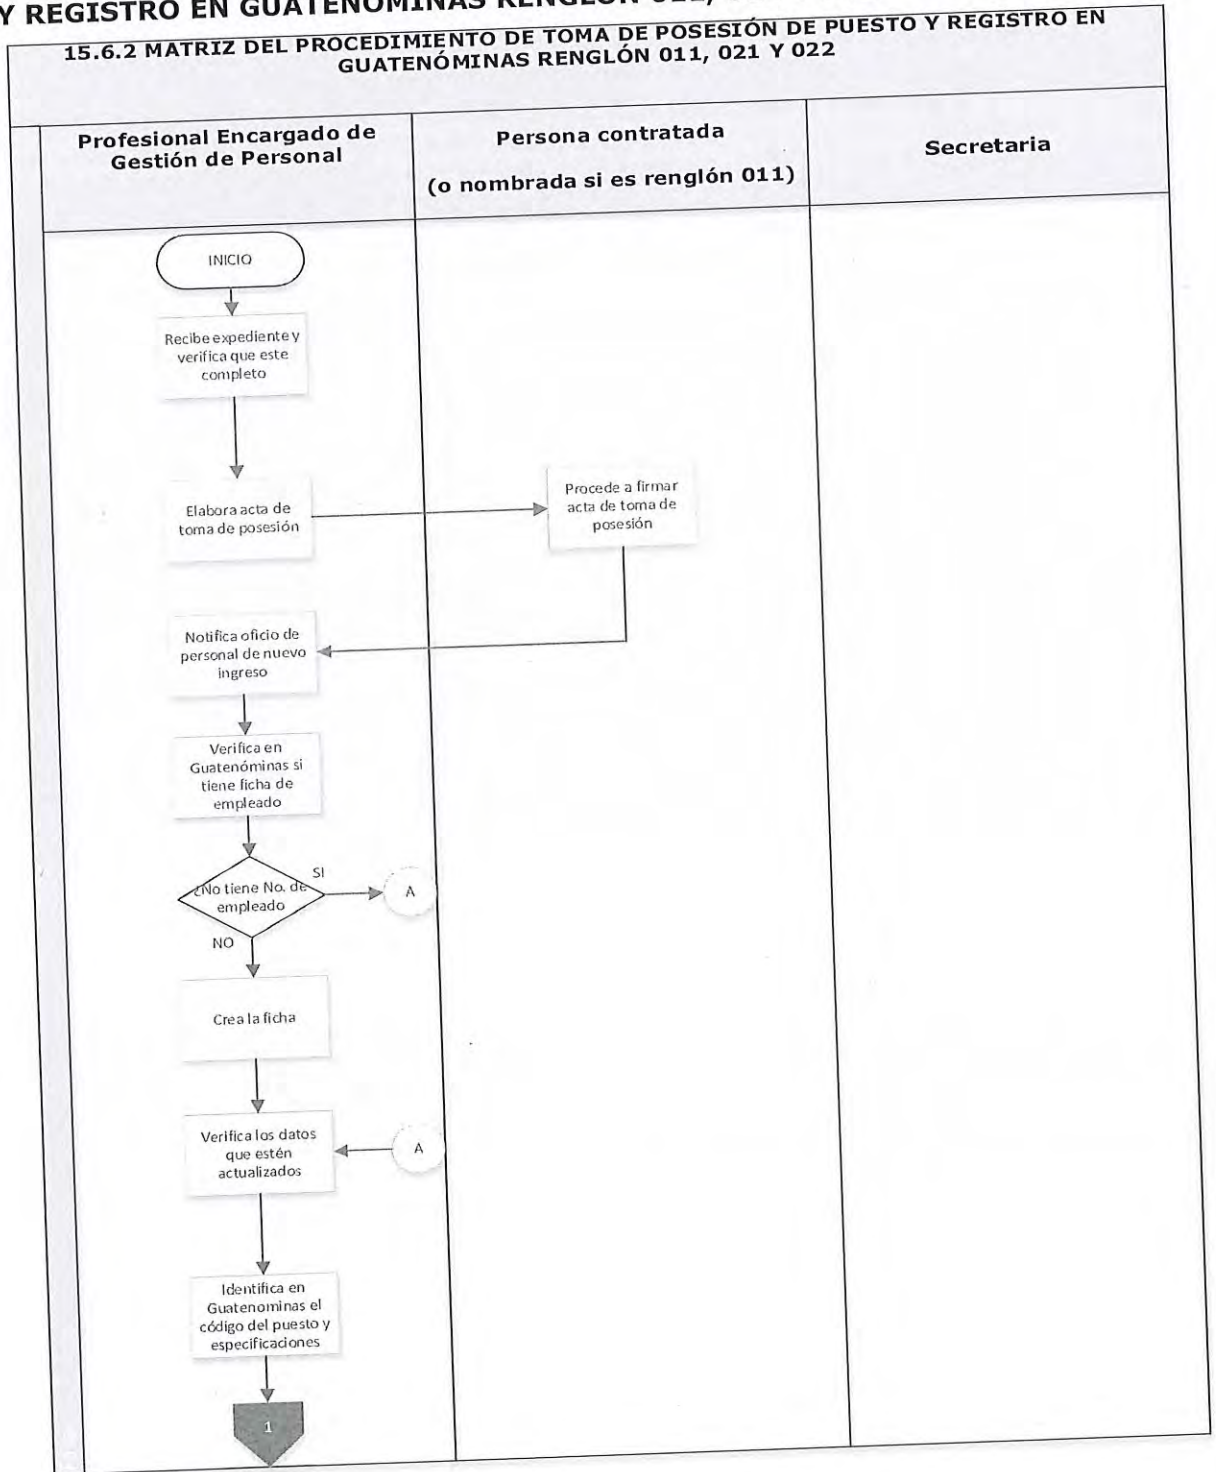 Y REGISTRO EN GUATENÓMINAS RENGLÓN
15.6.2 MATRIZ DEL PROCEDIMIENTO DE TOMA DE POSESIÓN DE PUESTO Y REGISTRO EN
GUATENÓMINAS RENGLÓN 011, 021 Y 022
Profesional Encargado de
Gestión de Personal
Persona contratada
(o nombrada si es renglón 011)
Secretaria
INICIO
Recibe expediente y
verifica que este
completo
Elabora acta de
toma de posesión
Procede a firmar
acta de toma de
posesión
Notifica oficio de
personal de nuevo
ingreso
Verifica en
Guatenóminas si
tiene ficha de
empleado
¿No tiene No. de
empleado
SI
A
NO
Crea la ficha
Verifica los datos
que estén
actualizados
A
Identifica en
Guatenominas el
código del puesto y
especificaciones
1